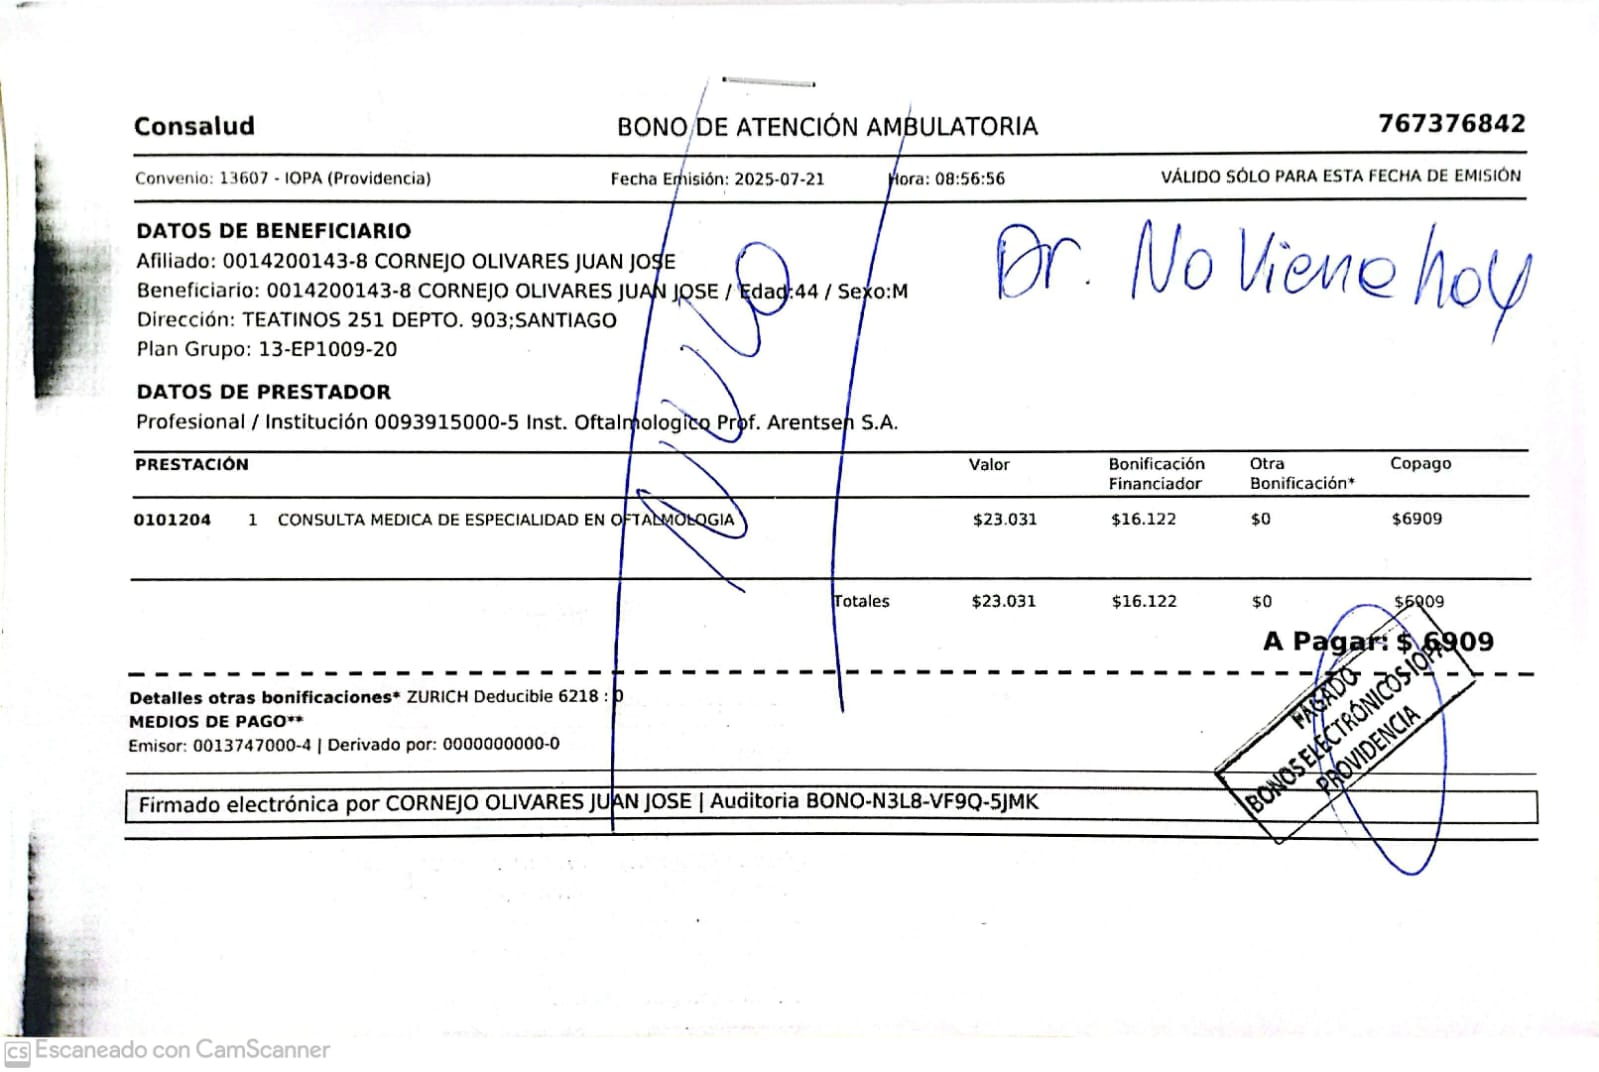 Consalud BONO DE ATENCIÓN AMBULATORIA 767376842
Convenio: 13607 - IOPA (Providencia) Fecha Emisión: 2025-07-21 Hora: 08:56:56 VÁLIDO SÓLO PARA ESTA FECHA DE EMISIÓN
DATOS DE BENEFICIARIO
Afiliado: 0014200143-8 CORNEJO OLIVARES JUAN JOSE
Beneficiario: 0014200143-8 CORNEJO OLIVARES JUAN JOSE / Edad:44 / Sexo:M
Dirección: TEATINOS 251 DEPTO. 903;SANTIAGO
Plan Grupo: 13-EP1009-20
Dr. No Viene hoy
NULO
DATOS DE PRESTADOR
Profesional / Institución 0093915000-5 Inst. Oftalmologico Prof. Arentsen S.A.
PRESTACIÓN Valor Bonificación Financiador Otra Bonificación* Copago
0101204 1 CONSULTA MEDICA DE ESPECIALIDAD EN OFTALMOLOGIA $23.031 $16.122 $0 $6909
Totales $23.031 $16.122 $0 $6909
A Pagar: $ 6909
Detalles otras bonificaciones* ZURICH Deducible 6218 : 0
MEDIOS DE PAGO**
Emisor: 0013747000-4 | Derivado por: 0000000000-0
PAGADO
BONOS ELECTRÓNICOS IOPA
PROVIDENCIA
Firmado electrónica por CORNEJO OLIVARES JUAN JOSE | Auditoria BONO-N3L8-VF9Q-5JMK
CS Escaneado con CamScanner